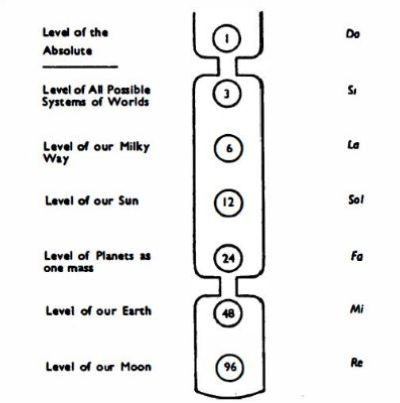 Level of the
Absolute
1
Do
Level of All Possible
Systems of Worlds
3
Si
Level of our Milky
Way
6
La
Level of our Sun
12
Sol
Level of Planets as
one mass
24
Fa
Level of our Earth
48
Mi
Level of our Moon
96
Re